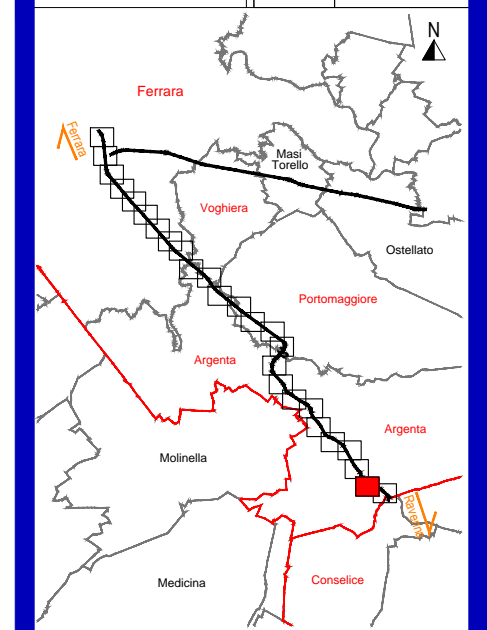 N
Ferrara
Ferrara
Masi
Torello
Voghiera
Ostellato
Portomaggiore
Argenta
Argenta
Molinella
Ravenna
Medicina
Conselice